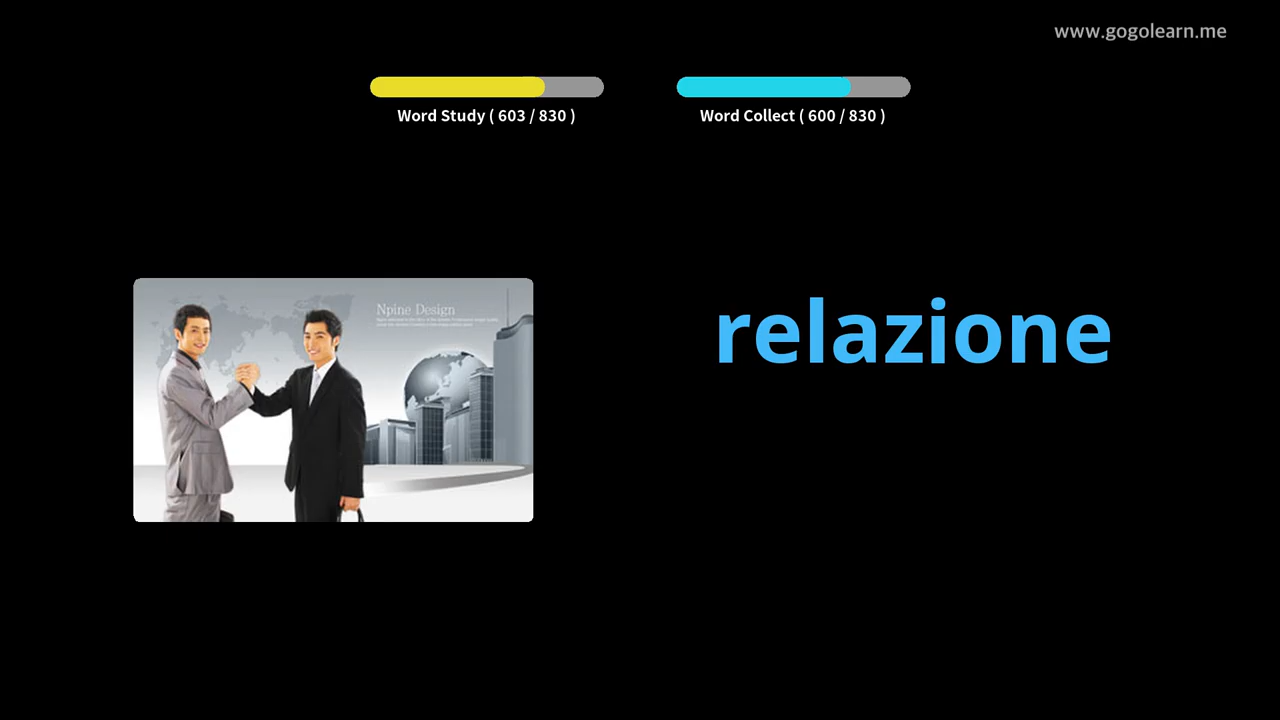 www.gogolearn.me
Word Study ( 603 / 830 )
Word Collect ( 600 / 830 )
Npine Design
relazione